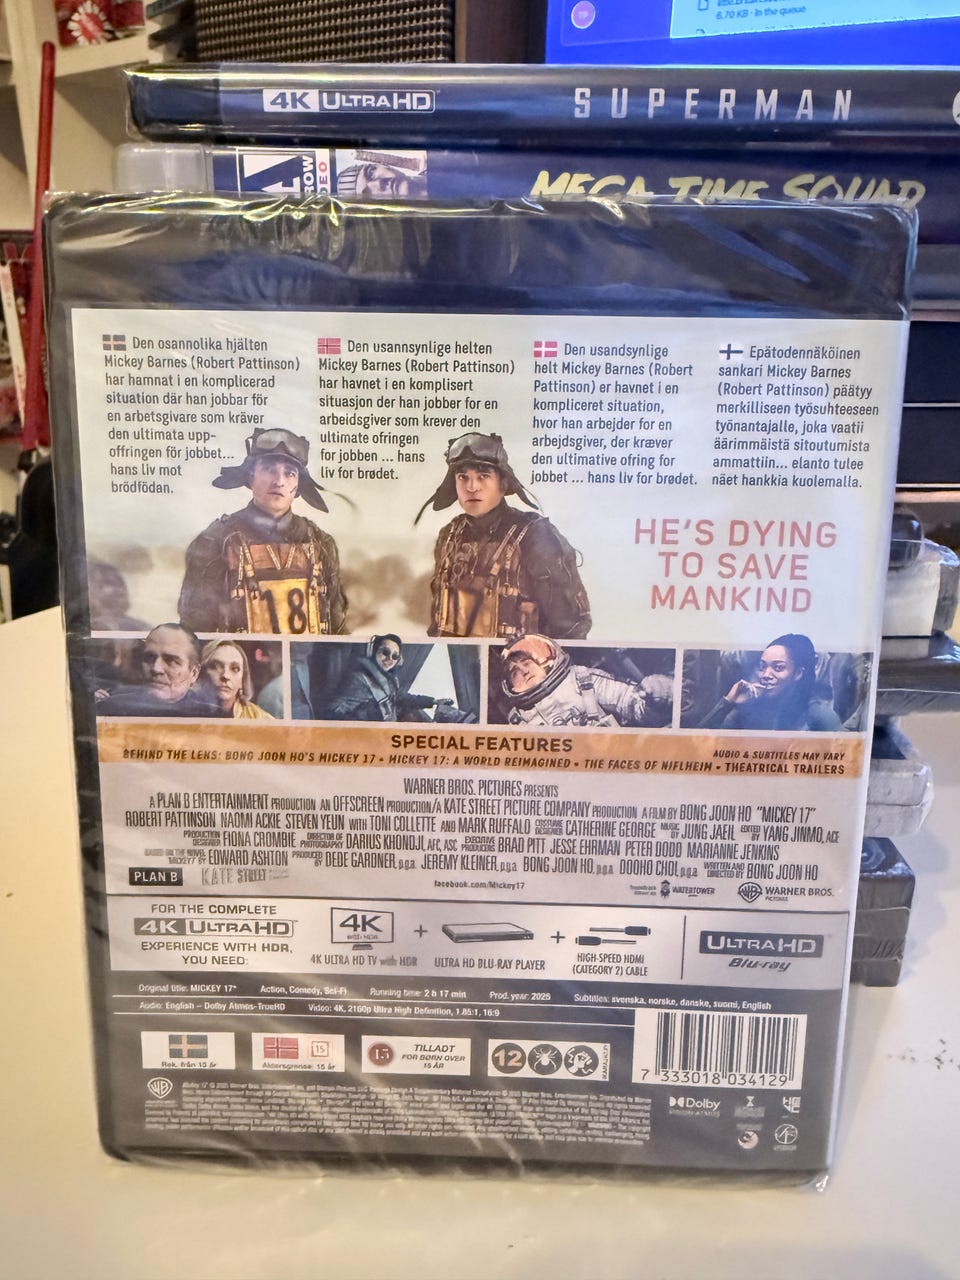 6.70 KB · In the queue
4K ULTRA HD
SUPERMAN
MEGA TIME SQUAD
Den osannolika hjälten
Mickey Barnes (Robert Pattinson)
har hamnat i en komplicerad
situation där han jobbar för
en arbetsgivare som kräver
den ultimata upp-
offringen för jobbet...
hans liv mot
brödfödan.
Den usannsynlige helten
Mickey Barnes (Robert Pattinson)
har havnet i en komplisert
situasjon der han jobber for en
arbeidsgiver som krever den
ultimate ofringen
for jobben ... hans
liv for brødet.
Den usandsynlige
helt Mickey Barnes (Robert
Pattinson) er havnet i en
kompliceret situation,
hvor han arbejder for en
arbejdsgiver, der kræver
den ultimative ofring for
jobbet ... hans liv for brødet.
Epätodennäköinen
sankari Mickey Barnes
(Robert Pattinson) päätyy
merkilliseen työsuhteeseen
työnantajalle, joka vaatii
äärimmäistä sitoutumista
ammattiin... elanto tulee
näet hankkia kuolemalla.
18
17
HE'S DYING
TO SAVE
MANKIND
SPECIAL FEATURES
BEHIND THE LENS: BONG JOON HO'S MICKEY 17 • MICKEY 17: A WORLD REIMAGINED • THE FACES OF NIFLHEIM • THEATRICAL TRAILERS
AUDIO & SUBTITLES MAY VARY
WARNER BROS. PICTURES PRESENTS
A PLAN B ENTERTAINMENT PRODUCTION AN OFFSCREEN PRODUCTION/A KATE STREET PICTURE COMPANY PRODUCTION A FILM BY BONG JOON HO "MICKEY 17"
ROBERT PATTINSON NAOMI ACKIE STEVEN YEUN WITH TONI COLLETTE AND MARK RUFFALO COSTUME DESIGNER CATHERINE GEORGE MUSIC BY JUNG JAEIL EDITED BY YANG JINMO, ACE
PRODUCTION DESIGNER FIONA CROMBIE DIRECTOR OF PHOTOGRAPHY DARIUS KHONDJI, AFC, ASC EXECUTIVE PRODUCERS BRAD PITT JESSE EHRMAN PETER DODD MARIANNE JENKINS
BASED ON THE NOVEL MICKEY7 BY EDWARD ASHTON PRODUCED BY DEDE GARDNER, p.g.a. JEREMY KLEINER, p.g.a. BONG JOON HO, p.g.a. DOOHO CHOI, p.g.a. WRITTEN AND DIRECTED BY BONG JOON HO
PLAN B KATE STREET
facebook.com/Mickey17
WATERTOWER
WARNER BROS.
PICTURES
FOR THE COMPLETE
4K ULTRA HD
EXPERIENCE WITH HDR,
YOU NEED:
4K
WITH HDR
4K ULTRA HD TV with HDR
+
ULTRA HD BLU-RAY PLAYER
+
HIGH-SPEED HDMI
(CATEGORY 2) CABLE
ULTRA HD
Blu-ray
Original title: MICKEY 17* Action, Comedy, Sci-Fi Running time: 2 h 17 min Prod. year: 2025 Subtitles: svenska, norske, danske, suomi, English
Audio: English – Dolby Atmos-TrueHD Video: 4K, 2160p Ultra High Definition, 1.85:1, 16:9
Rek. från 15 år
15
Aldersgrense: 15 år
15
TILLADT
FOR BØRN OVER
15 ÅR
12
7 333018 034129
WB
Dolby
VISION·ATMOS